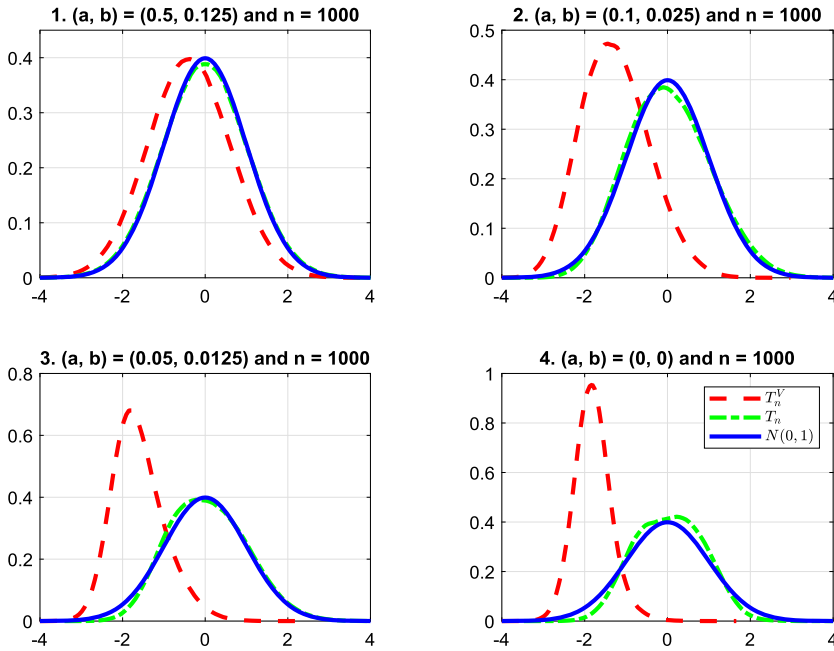 1. (a, b) = (0.5, 0.125) and n = 1000
0.4
0.3
0.2
0.1
0
-4 -2 0 2 4
2. (a, b) = (0.1, 0.025) and n = 1000
0.5
0.4
0.3
0.2
0.1
0
-4 -2 0 2 4
3. (a, b) = (0.05, 0.0125) and n = 1000
0.8
0.6
0.4
0.2
0
-4 -2 0 2 4
4. (a, b) = (0, 0) and n = 1000
1
0.8
0.6
0.4
0.2
0
-4 -2 0 2 4
$T_n^V$
$T_n$
$N(0,1)$